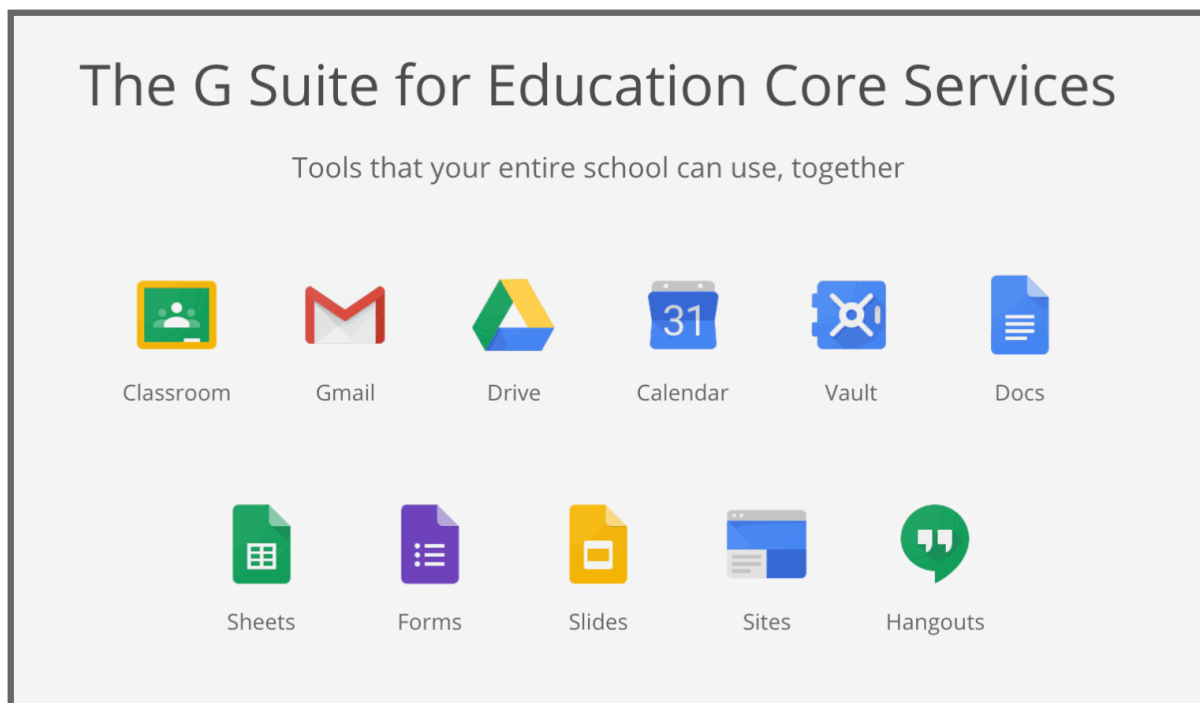 The G Suite for Education Core Services
Tools that your entire school can use, together
31
Classroom Gmail Drive Calendar Vault Docs
Sheets Forms Slides Sites Hangouts